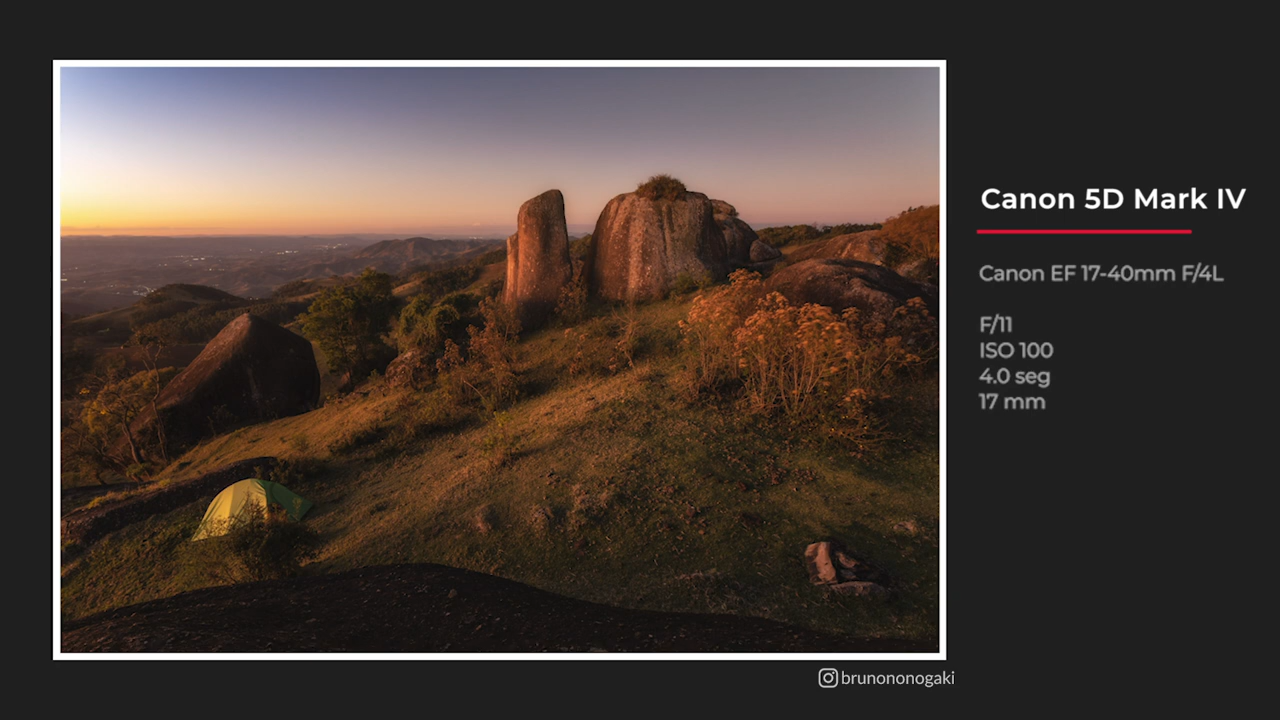 Canon 5D Mark IV
Canon EF 17-40mm F/4L
F/11
ISO 100
4.0 seg
17 mm
brunononogaki